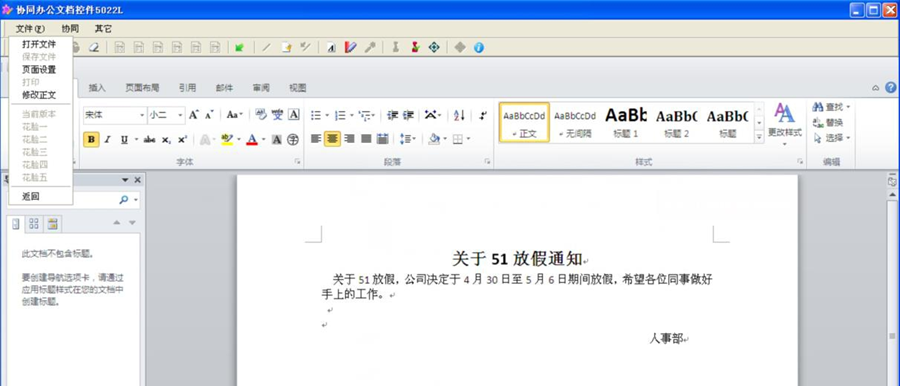 协同办公文档控件5022L
文件(F) 协同 其它
打开文件
保存文件
页面设置
打印
修改正文
当前版本
花脸一
花脸二
花脸三
花脸四
花脸五
返回
插入 页面布局 引用 邮件 审阅 视图
宋体 小二
AaBbCcDd AaBbCcDd AaBb AaBbC AaBbC
正文 无间隔 标题 1 标题 2 标题
更改样式
查找
替换
选择
字体 段落 样式 编辑
此文档不包含标题。
要创建导航选项卡，请通过
应用标题样式在您的文档中
创建标题。
关于 51 放假通知
关于 51 放假，公司决定于 4 月 30 日至 5 月 6 日期间放假，希望各位同事做好
手上的工作。
人事部